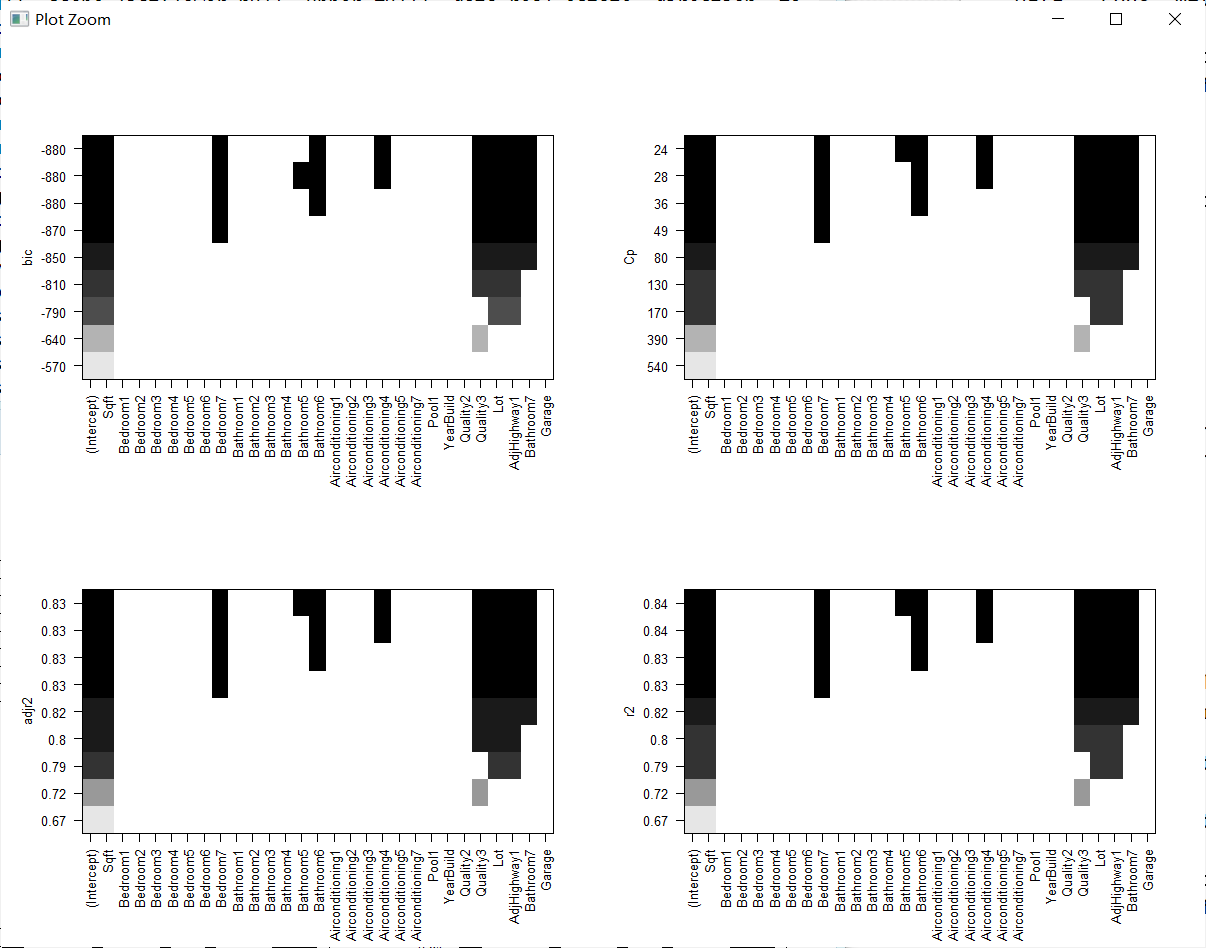 Plot Zoom
bic
-880
-880
-880
-870
-850
-810
-790
-640
-570
(Intercept)
Sqft
Bedroom1
Bedroom2
Bedroom3
Bedroom4
Bedroom5
Bedroom6
Bedroom7
Bathroom1
Bathroom2
Bathroom3
Bathroom4
Bathroom5
Bathroom6
Airconditioning1
Airconditioning2
Airconditioning3
Airconditioning4
Airconditioning5
Airconditioning7
Pool1
YearBuild
Quality2
Quality3
Lot
AdjHighway1
Bathroom7
Garage
Cp
24
28
36
49
80
130
170
390
540
(Intercept)
Sqft
Bedroom1
Bedroom2
Bedroom3
Bedroom4
Bedroom5
Bedroom6
Bedroom7
Bathroom1
Bathroom2
Bathroom3
Bathroom4
Bathroom5
Bathroom6
Airconditioning1
Airconditioning2
Airconditioning3
Airconditioning4
Airconditioning5
Airconditioning7
Pool1
YearBuild
Quality2
Quality3
Lot
AdjHighway1
Bathroom7
Garage
adjr2
0.83
0.83
0.83
0.83
0.82
0.8
0.79
0.72
0.67
(Intercept)
Sqft
Bedroom1
Bedroom2
Bedroom3
Bedroom4
Bedroom5
Bedroom6
Bedroom7
Bathroom1
Bathroom2
Bathroom3
Bathroom4
Bathroom5
Bathroom6
Airconditioning1
Airconditioning2
Airconditioning3
Airconditioning4
Airconditioning5
Airconditioning7
Pool1
YearBuild
Quality2
Quality3
Lot
AdjHighway1
Bathroom7
Garage
r2
0.84
0.84
0.83
0.83
0.82
0.8
0.79
0.72
0.67
(Intercept)
Sqft
Bedroom1
Bedroom2
Bedroom3
Bedroom4
Bedroom5
Bedroom6
Bedroom7
Bathroom1
Bathroom2
Bathroom3
Bathroom4
Bathroom5
Bathroom6
Airconditioning1
Airconditioning2
Airconditioning3
Airconditioning4
Airconditioning5
Airconditioning7
Pool1
YearBuild
Quality2
Quality3
Lot
AdjHighway1
Bathroom7
Garage